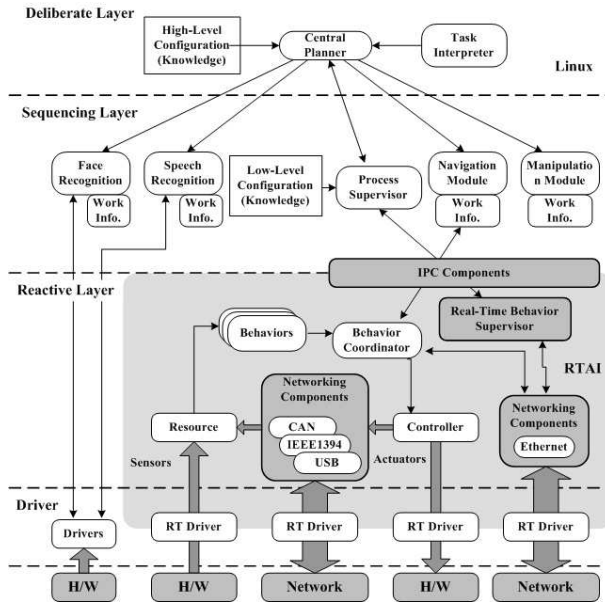 Deliberate Layer
High-Level
Configuration
(Knowledge)
Central
Planner
Task
Interpreter
Linux
Sequencing Layer
Face
Recognition
Work
Info.
Speech
Recognition
Work
Info.
Low-Level
Configuration
(Knowledge)
Process
Supervisor
Navigation
Module
Work
Info.
Manipulatio
n Module
Work
Info.
IPC Components
Reactive Layer
Real-Time Behavior
Supervisor
Behaviors
Behavior
Coordinator
RTAI
Networking
Components
CAN
IEEE1394
USB
Resource
Controller
Networking
Components
Ethernet
Sensors
Actuators
Driver
Drivers
RT Driver
RT Driver
RT Driver
RT Driver
H/W
H/W
Network
H/W
Network